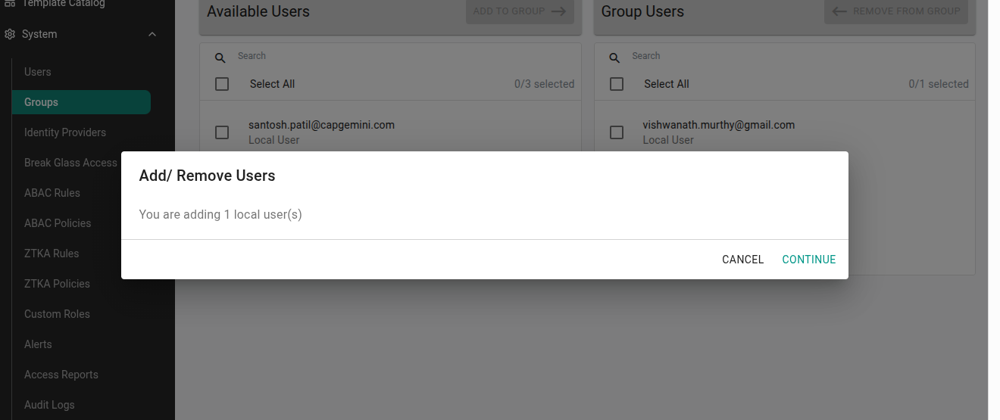 Template Catalog
System
Users
Groups
Identity Providers
Break Glass Access
ABAC Rules
ABAC Policies
ZTKA Rules
ZTKA Policies
Custom Roles
Alerts
Access Reports
Audit Logs
Available Users
ADD TO GROUP
Search
Select All
0/3 selected
santosh.patil@capgemini.com
Local User
Group Users
REMOVE FROM GROUP
Search
Select All
0/1 selected
vishwanath.murthy@gmail.com
Local User
Add/ Remove Users
You are adding 1 local user(s)
CANCEL
CONTINUE